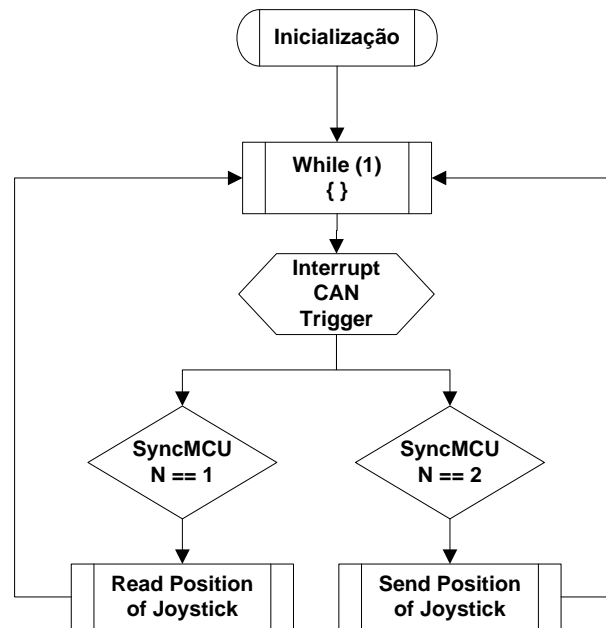 Inicialização
While (1)
{ }
Interrupt
CAN
Trigger
SyncMCU
N == 1
SyncMCU
N == 2
Read Position
of Joystick
Send Position
of Joystick